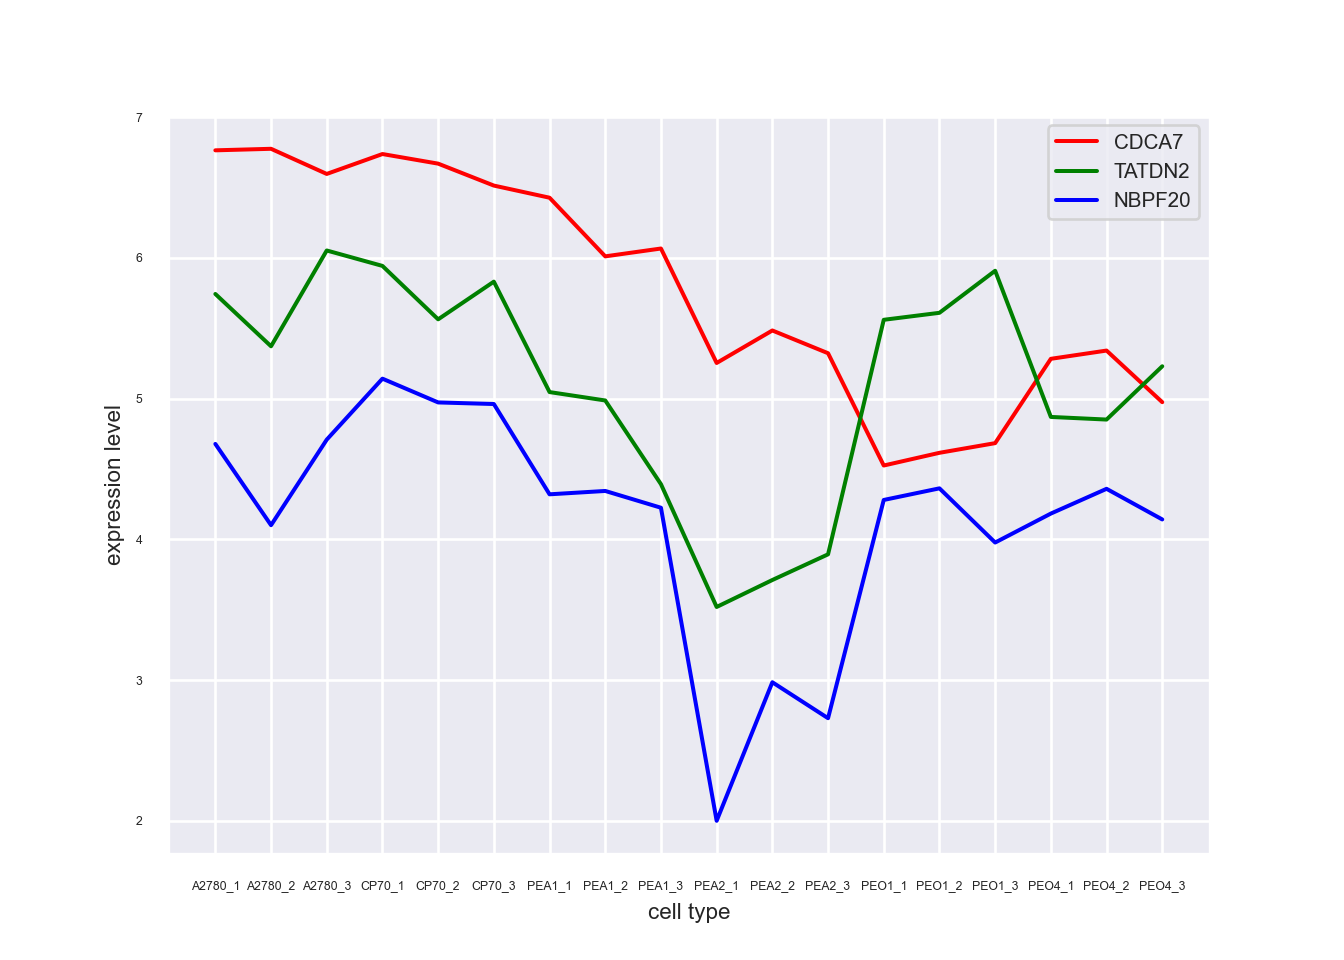 7
6
5
4
3
2
expression level
CDCA7
TATDN2
NBPF20
A2780_1 A2780_2 A2780_3 CP70_1 CP70_2 CP70_3 PEA1_1 PEA1_2 PEA1_3 PEA2_1 PEA2_2 PEA2_3 PEO1_1 PEO1_2 PEO1_3 PEO4_1 PEO4_2 PEO4_3
cell type